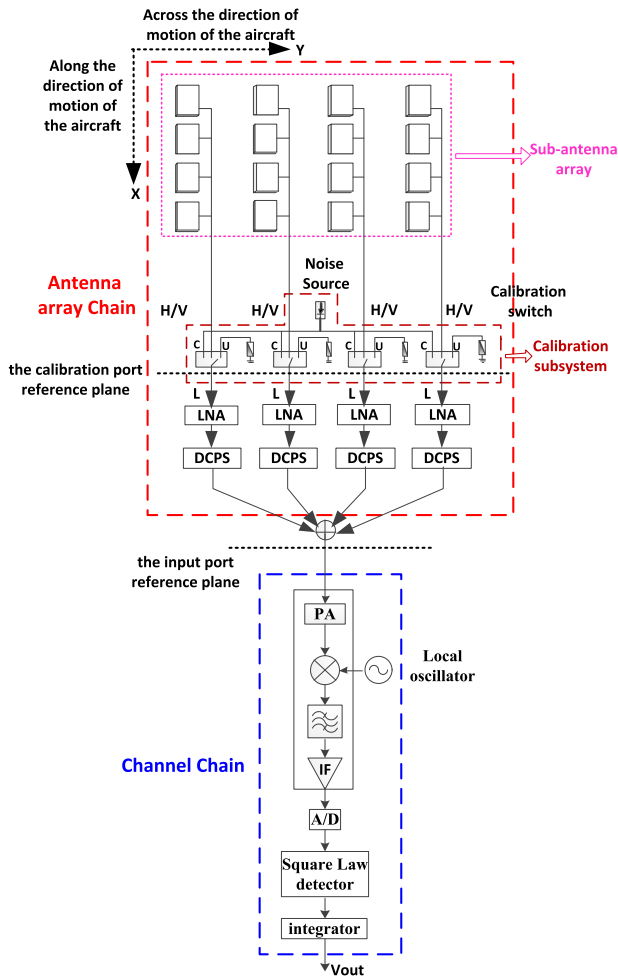 Across the direction of
motion of the aircraft
Y
Along the
direction of
motion of
the aircraft
X
Sub-antenna
array
Antenna
array Chain
Noise
Source
H/V
H/V
H/V
H/V
Calibration
switch
C U
C U
C U
C U
Calibration
subsystem
the calibration port
reference plane
L
L
L
L
LNA
LNA
LNA
LNA
DCPS
DCPS
DCPS
DCPS
the input port
reference plane
PA
Local
oscillator
Channel Chain
IF
A/D
Square Law
detector
integrator
Vout